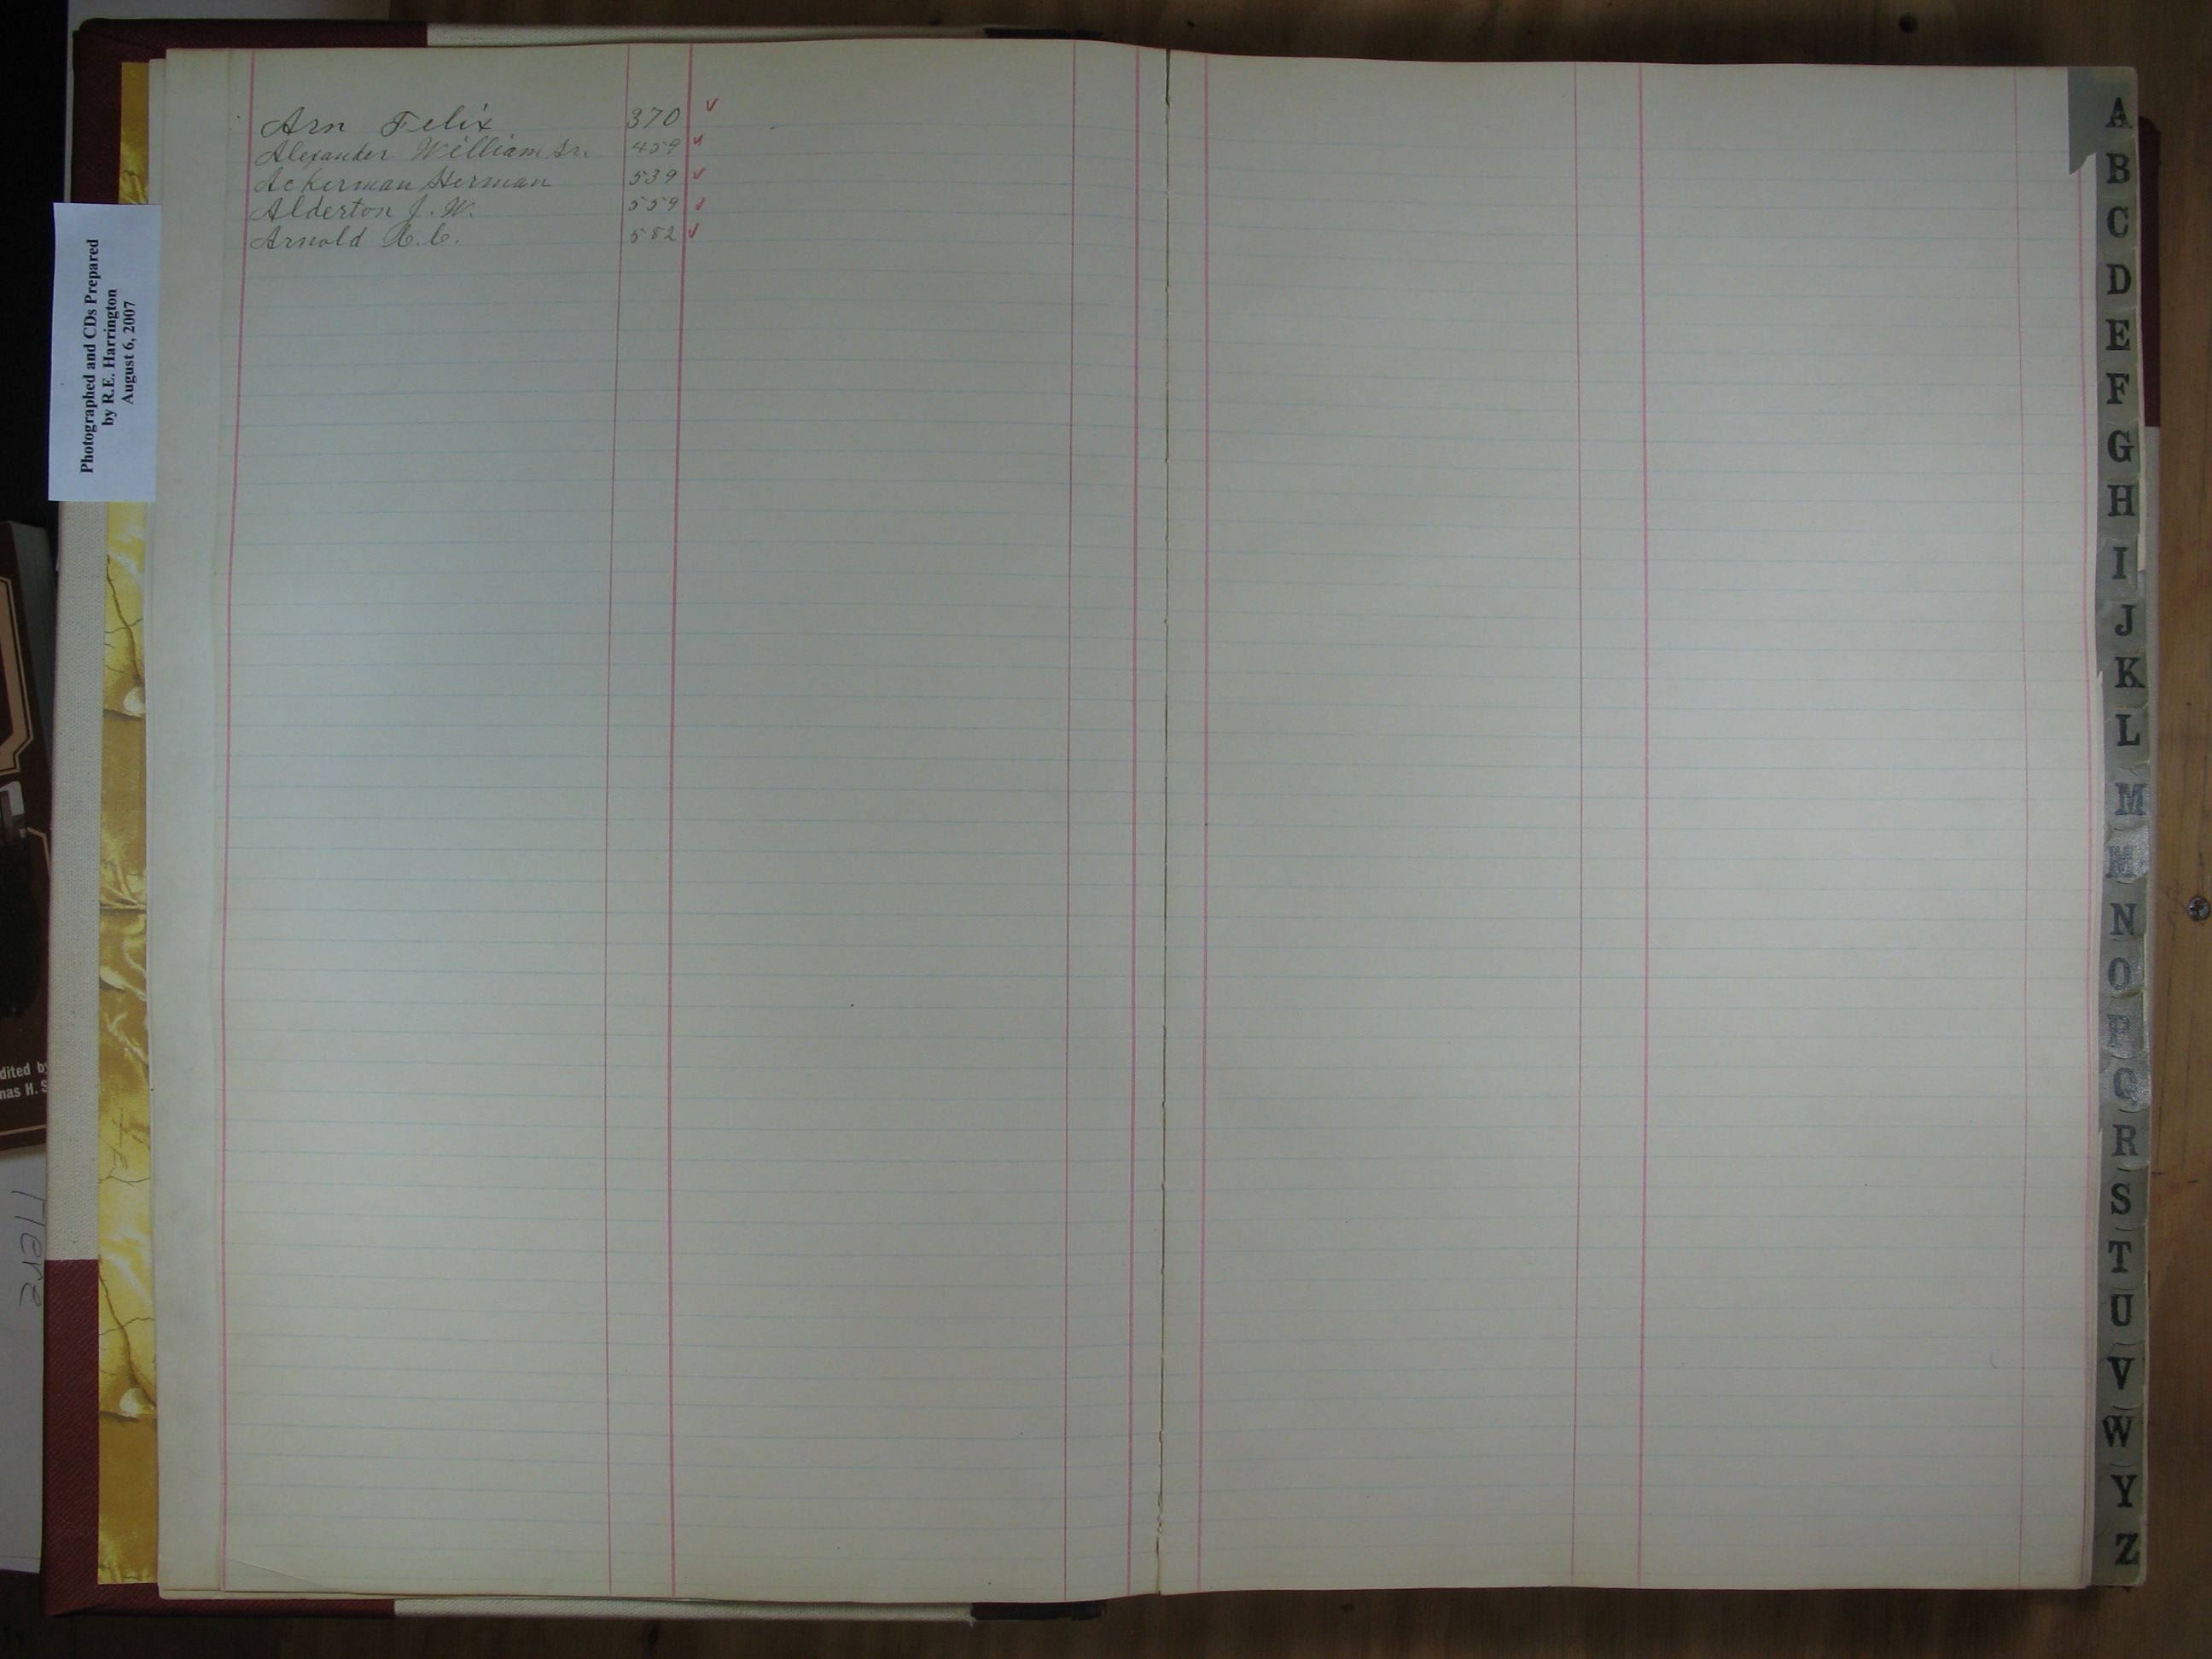 Arn Felix 370 ✓
Alexander William Sr. 459 ✓
Ackerman Herman 539 ✓
Alderton J. W. 559 ✓
Arnold C. C. 582 ✓
Photographed and CDs Prepared
by R.E. Harrington
August 6, 2007
dited by
mas H. S
Here
A
B
C
D
E
F
G
H
I
J
K
L
M
M
N
O
P
Q
R
S
T
U
V
W
Y
Z